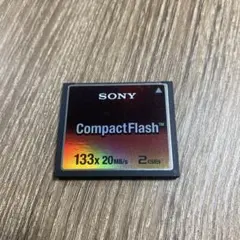 SONY
CompactFlash™
133x 20MB/s 2GB